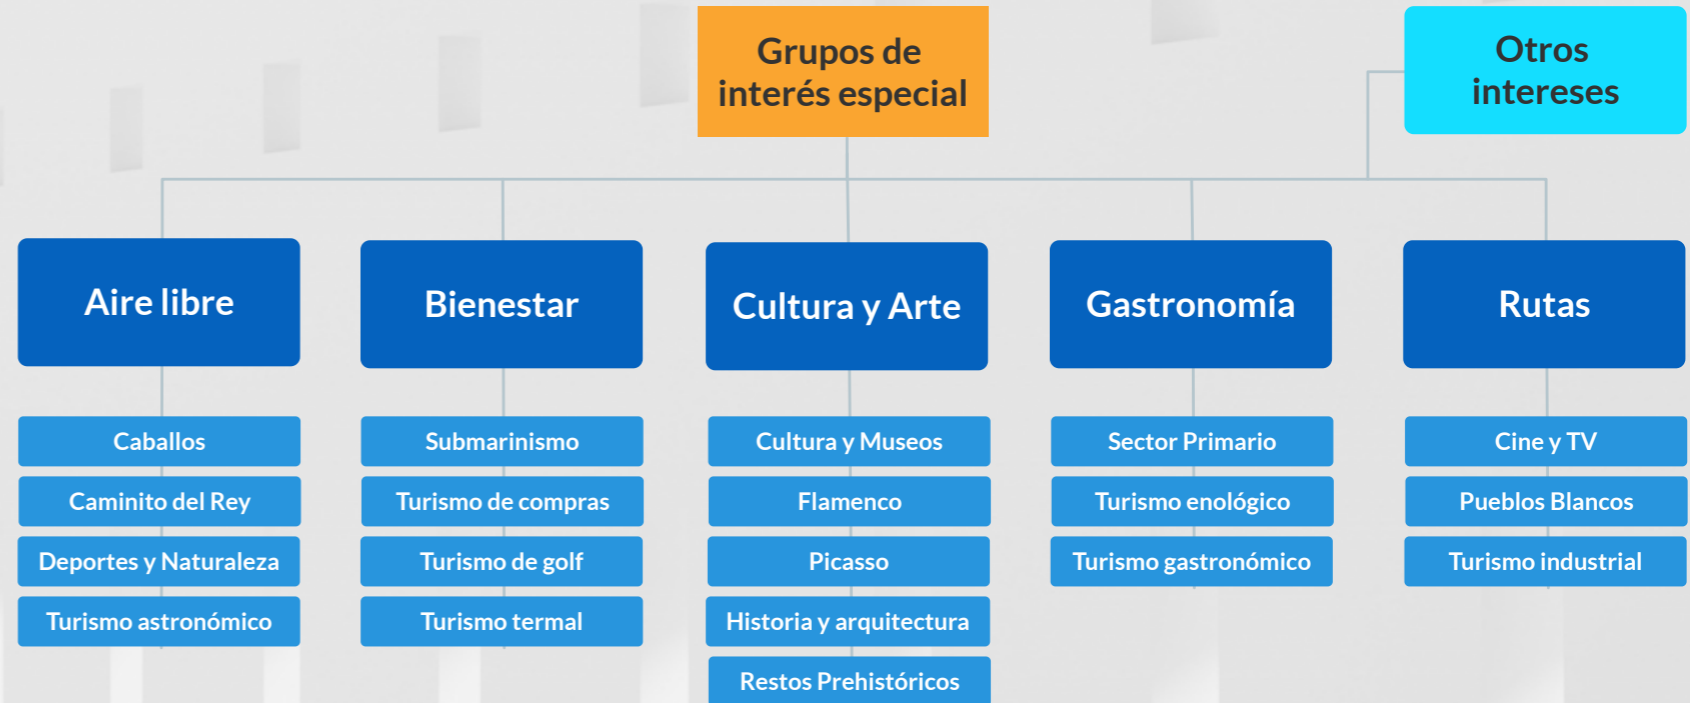 Grupos de
interés especial
Otros
intereses
Aire libre
Bienestar
Cultura y Arte
Gastronomía
Rutas
Caballos
Caminito del Rey
Deportes y Naturaleza
Turismo astronómico
Submarinismo
Turismo de compras
Turismo de golf
Turismo termal
Cultura y Museos
Flamenco
Picasso
Historia y arquitectura
Restos Prehistóricos
Sector Primario
Turismo enológico
Turismo gastronómico
Cine y TV
Pueblos Blancos
Turismo industrial